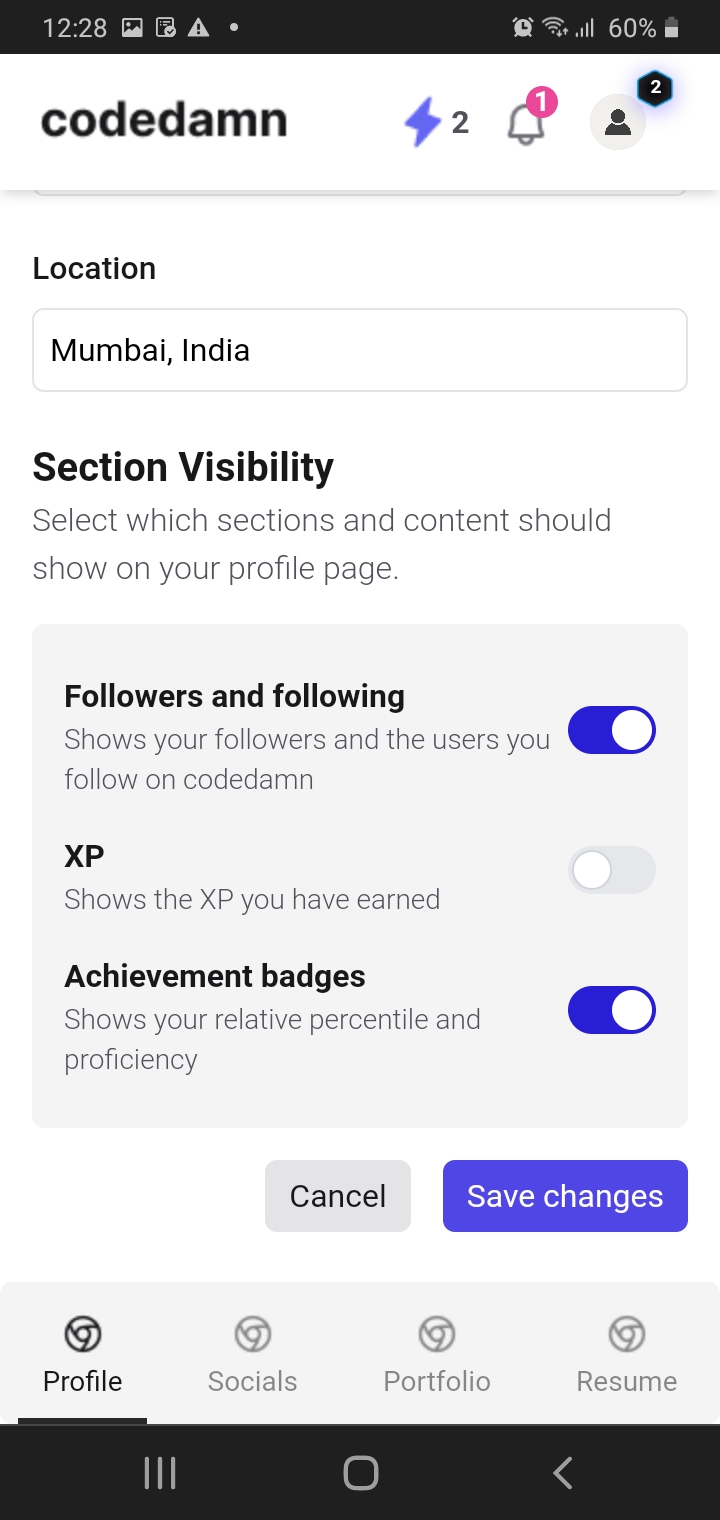 12:28
60%
codedamn
2
1
2
Location
Mumbai, India
Section Visibility
Select which sections and content should
show on your profile page.
Followers and following
Shows your followers and the users you
follow on codedamn
XP
Shows the XP you have earned
Achievement badges
Shows your relative percentile and
proficiency
Cancel
Save changes
Profile
Socials
Portfolio
Resume